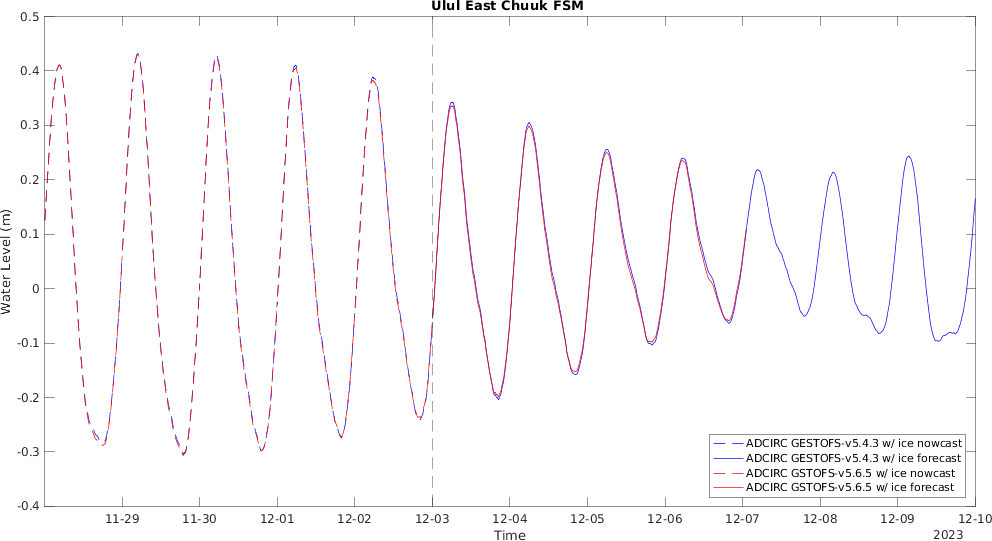 Ulul East Chuuk FSM
0.5
0.4
0.3
0.2
0.1
0
-0.1
-0.2
-0.3
-0.4
Water Level (m)
ADCIRC GESTOFS-v5.4.3 w/ ice nowcast
ADCIRC GESTOFS-v5.4.3 w/ ice forecast
ADCIRC GSTOFS-v5.6.5 w/ ice nowcast
ADCIRC GSTOFS-v5.6.5 w/ ice forecast
11-29 11-30 12-01 12-02 12-03 12-04 12-05 12-06 12-07 12-08 12-09 12-10
Time
2023